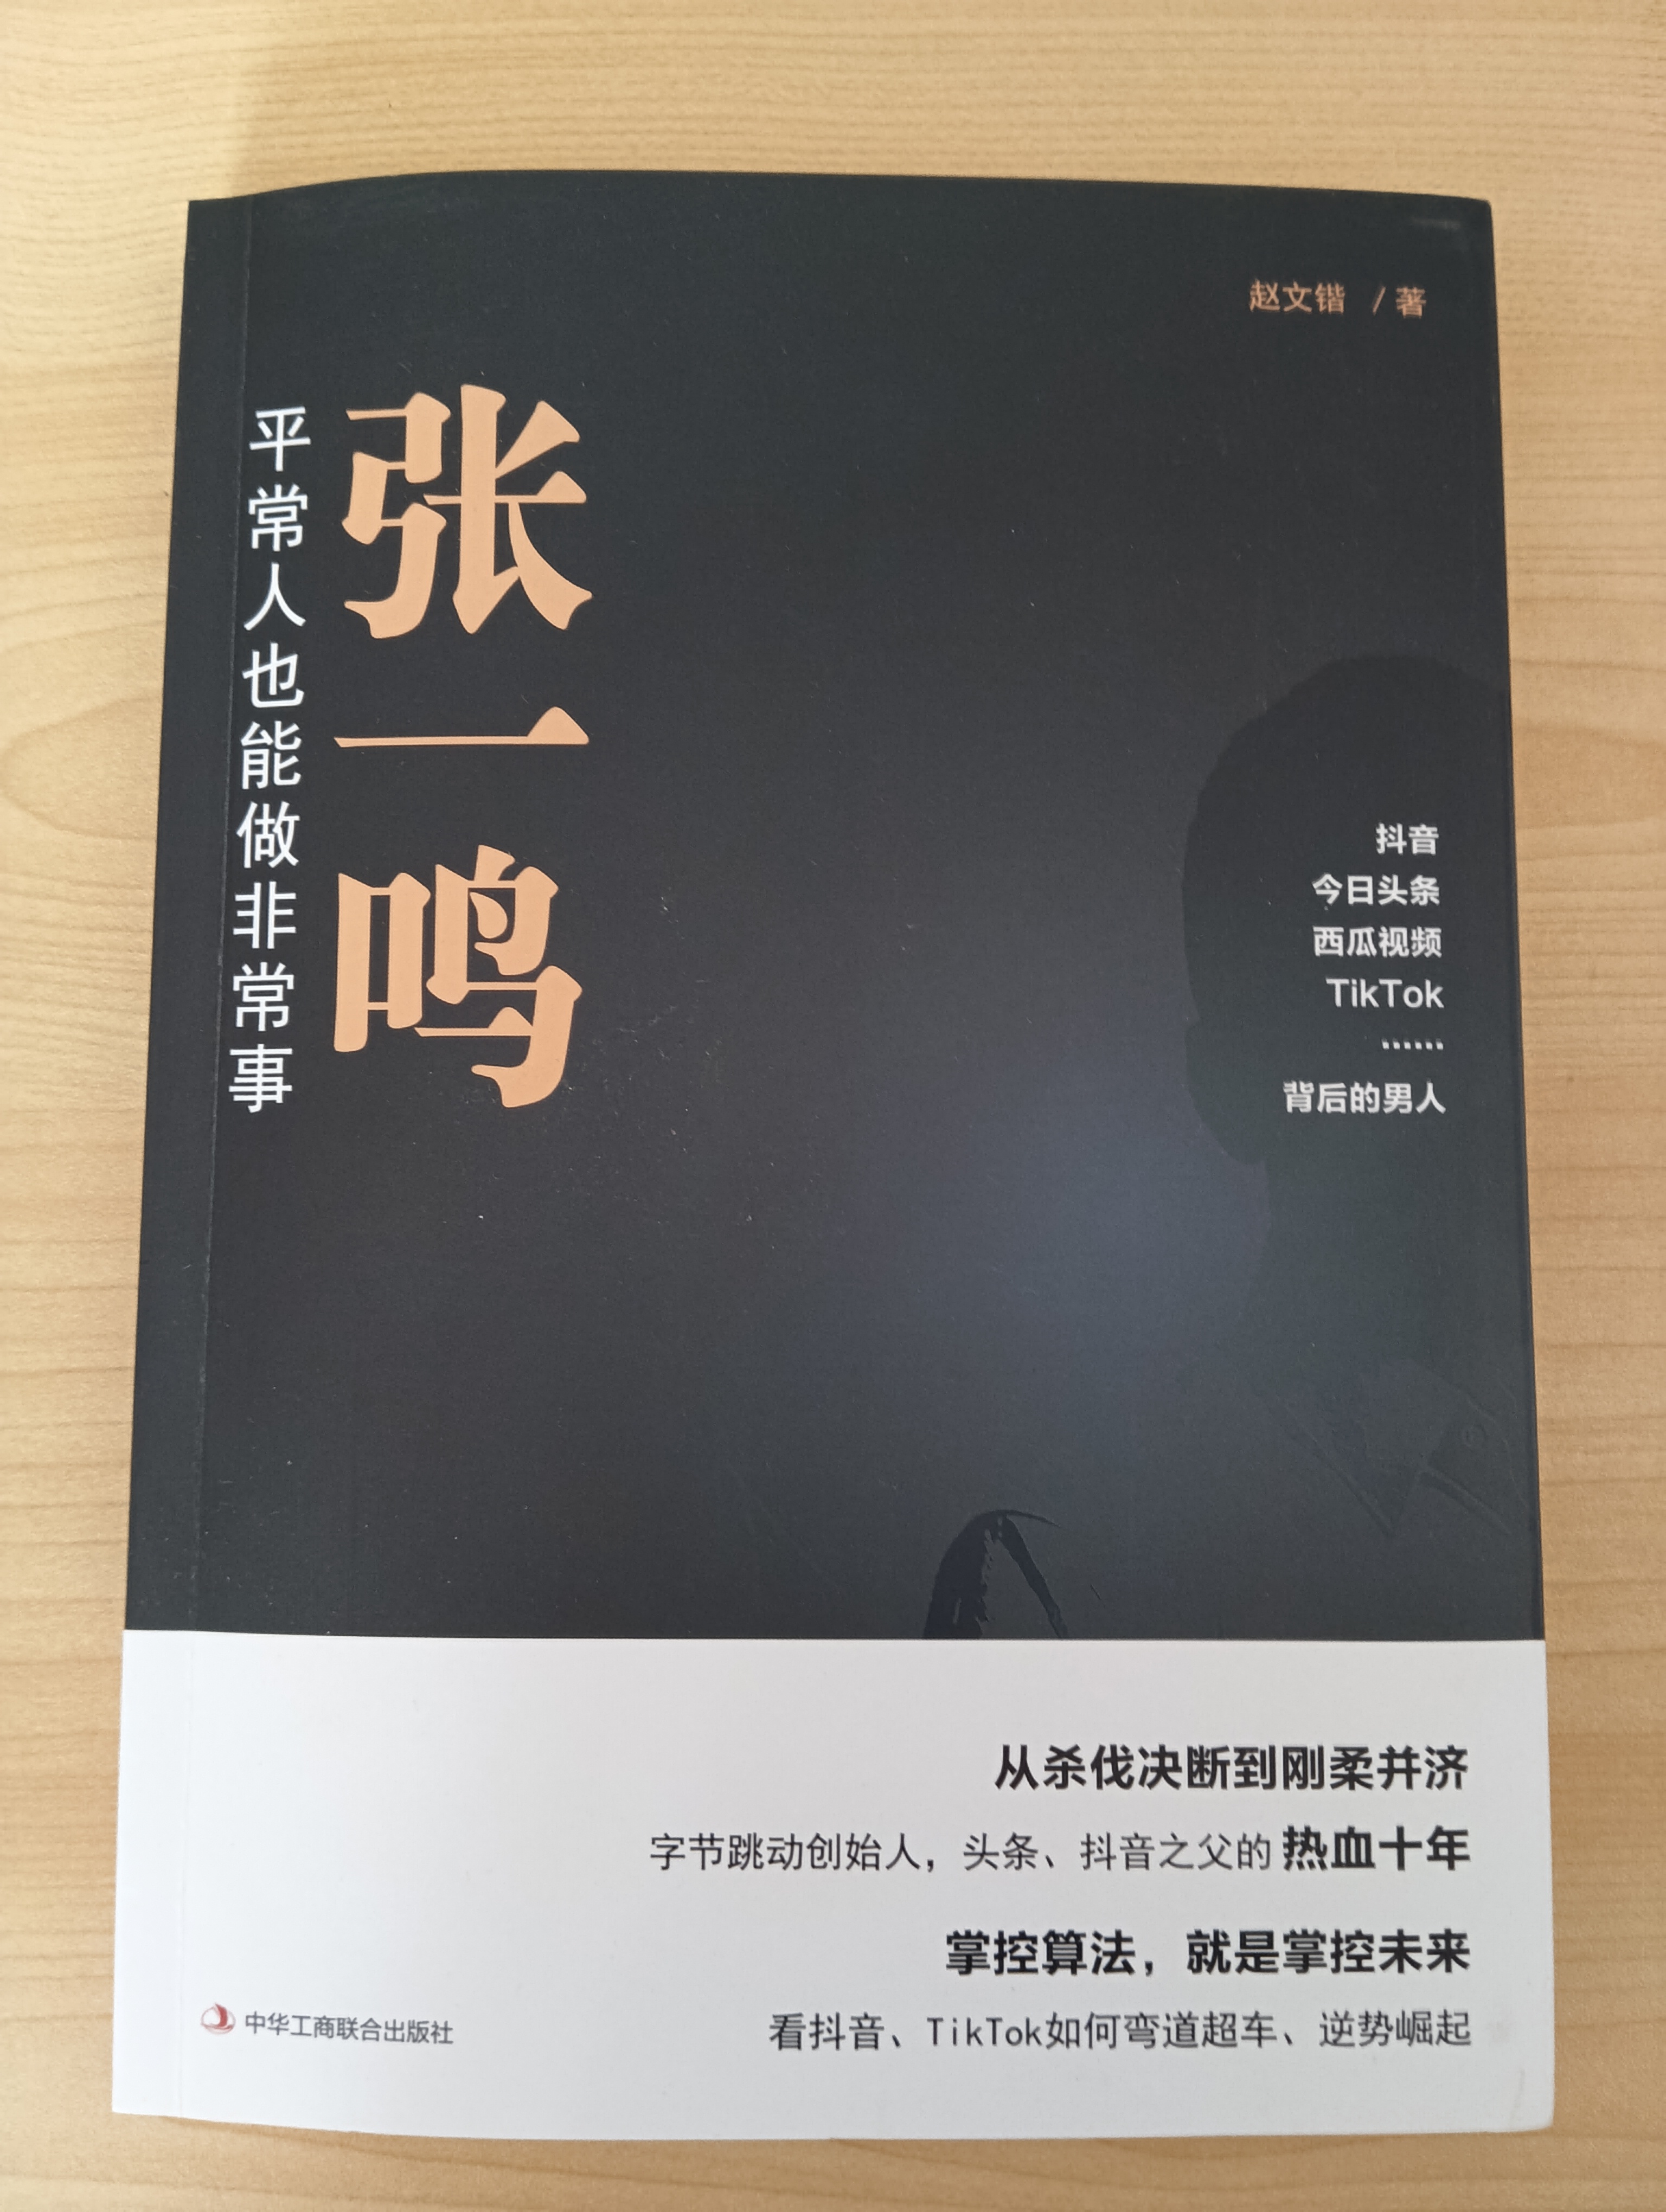 赵文锴 / 著
张一鸣
平常人也能做非常事
抖音
今日头条
西瓜视频
TikTok
……
背后的男人
从杀伐决断到刚柔并济
字节跳动创始人，头条、抖音之父的 热血十年
掌控算法，就是掌控未来
看抖音、TikTok如何弯道超车、逆势崛起
中华工商联合出版社